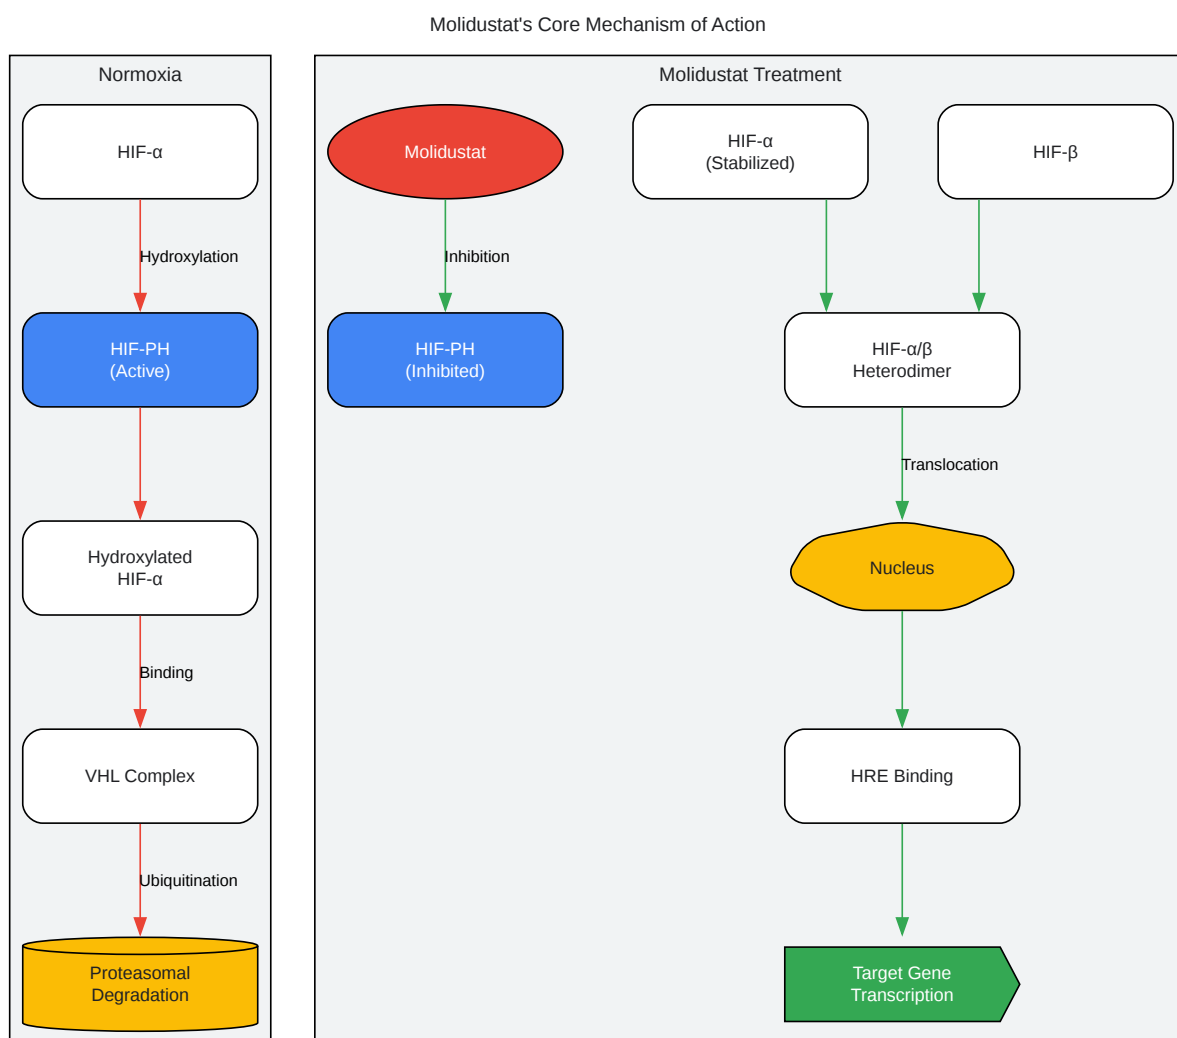 Molidustat's Core Mechanism of Action
Normoxia
HIF-α
Hydroxylation
HIF-PH
(Active)
Hydroxylated
HIF-α
Binding
VHL Complex
Ubiquitination
Proteasomal
Degradation
Molidustat Treatment
Molidustat
Inhibition
HIF-PH
(Inhibited)
HIF-α
(Stabilized)
HIF-β
HIF-α/β
Heterodimer
Translocation
Nucleus
HRE Binding
Target Gene
Transcription